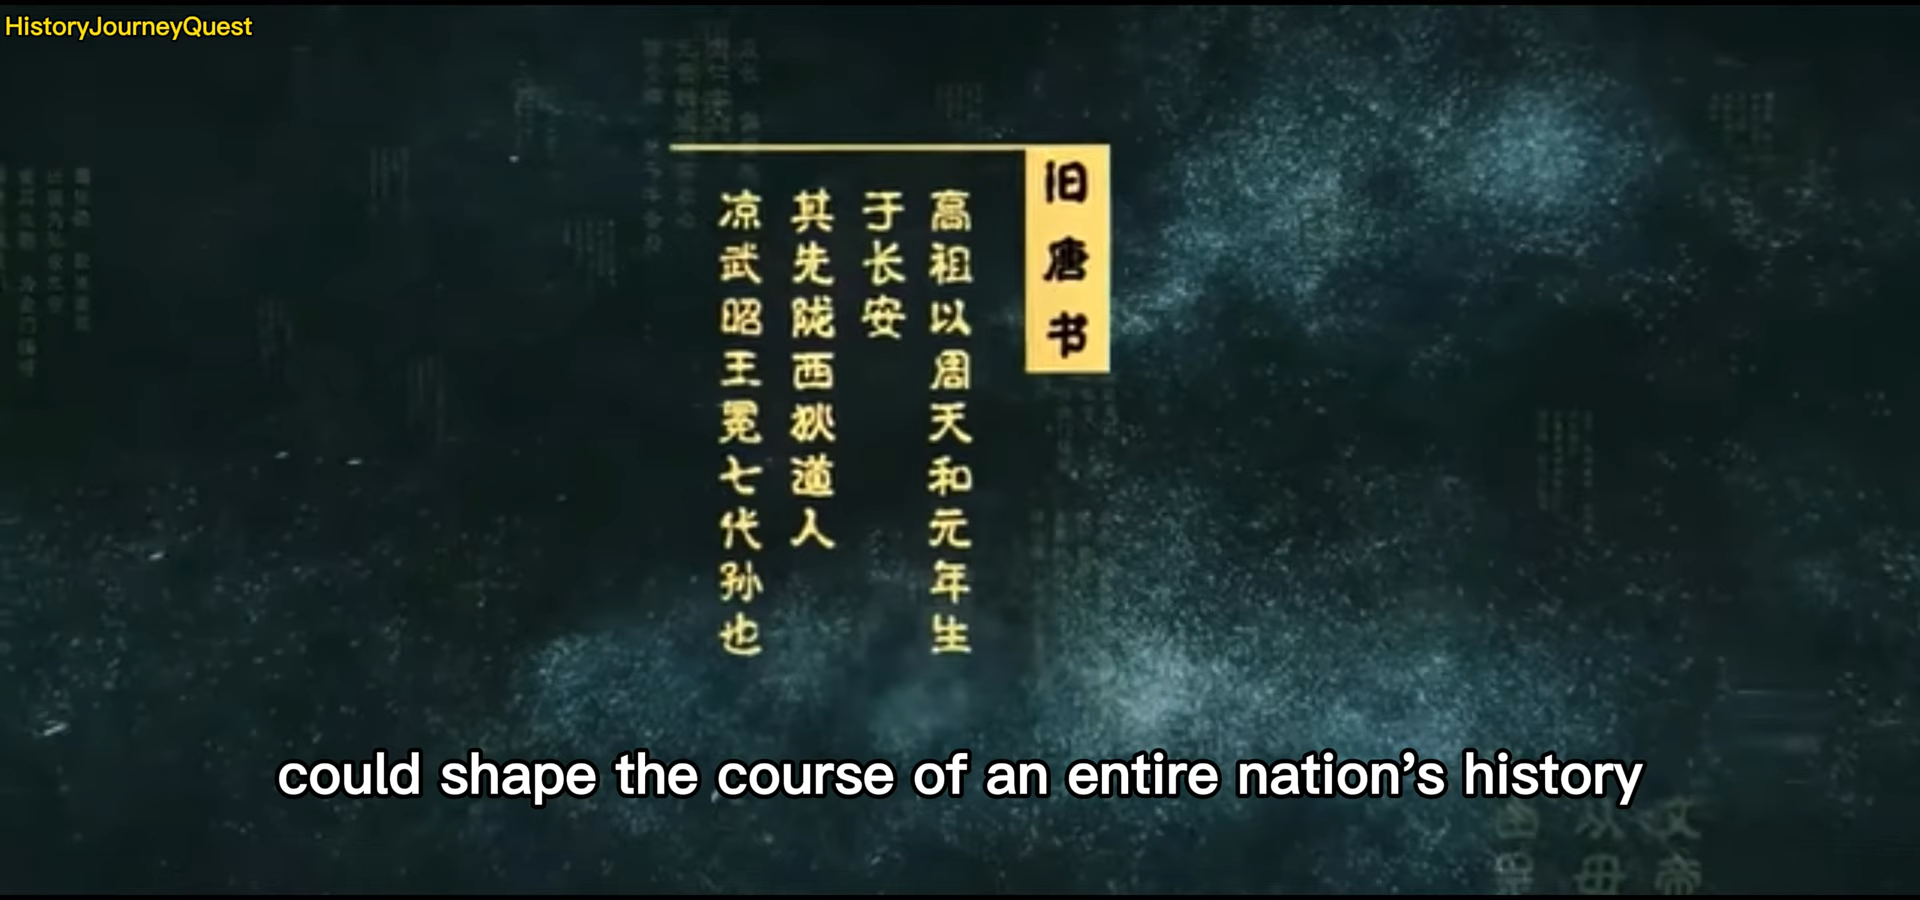 HistoryJourneyQuest
旧唐书
高祖以周天和元年生
于长安
其先陇西狄道人
凉武昭王冕七代孙也
could shape the course of an entire nation’s history